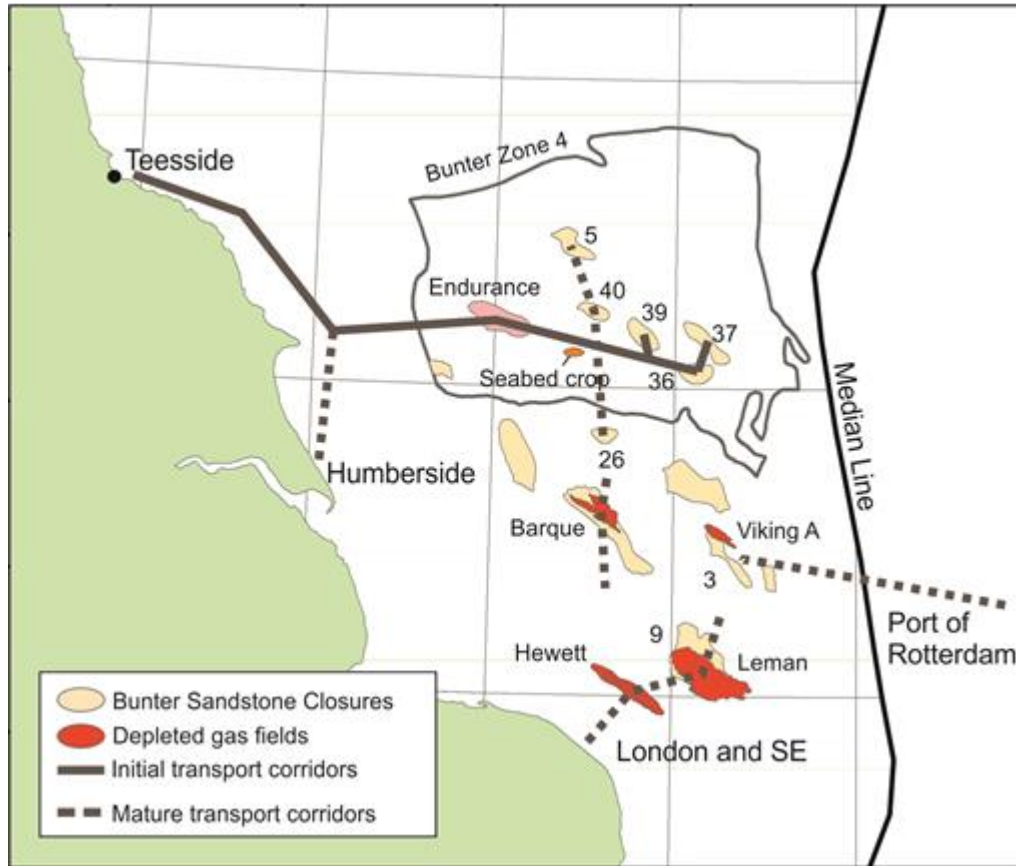 Teesside
Bunter Zone 4
5
Endurance
40
39
37
Seabed crop
36
Median Line
Humberside
26
Barque
Viking A
3
Port of
Rotterdam
9
Hewett
Leman
London and SE
Bunter Sandstone Closures
Depleted gas fields
Initial transport corridors
Mature transport corridors